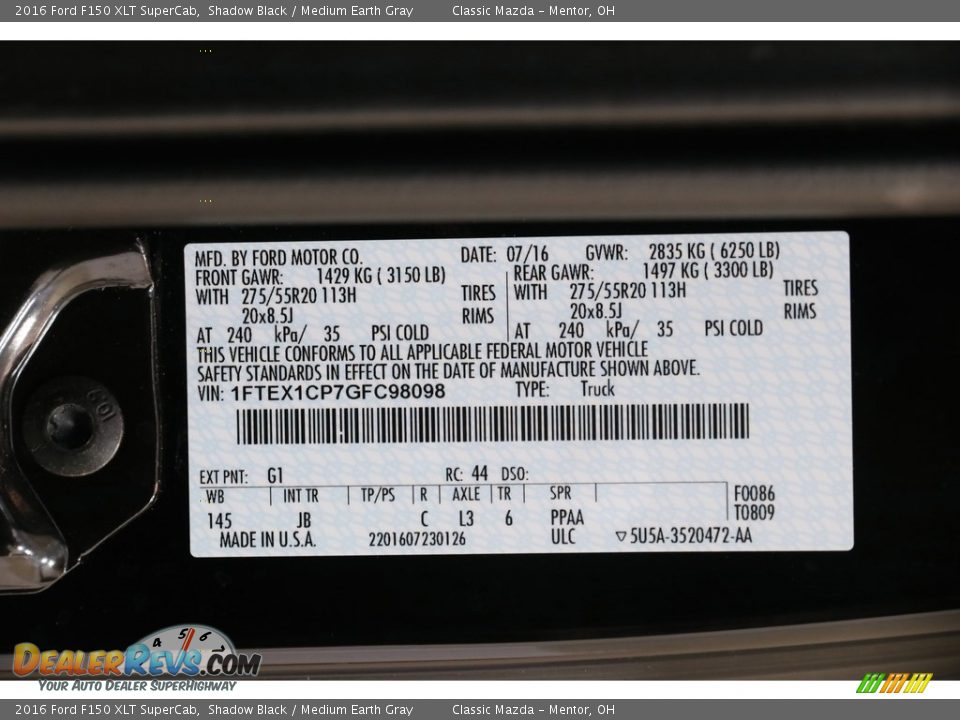 2016 Ford F150 XLT SuperCab, Shadow Black / Medium Earth Gray Classic Mazda - Mentor, OH
MFD. BY FORD MOTOR CO. DATE: 07/16 GVWR: 2835 KG ( 6250 LB)
FRONT GAWR: 1429 KG ( 3150 LB) REAR GAWR: 1497 KG ( 3300 LB)
WITH 275/55R20 113H TIRES WITH 275/55R20 113H TIRES
20x8.5J RIMS 20x8.5J RIMS
AT 240 kPa/ 35 PSI COLD AT 240 kPa/ 35 PSI COLD
THIS VEHICLE CONFORMS TO ALL APPLICABLE FEDERAL MOTOR VEHICLE
SAFETY STANDARDS IN EFFECT ON THE DATE OF MANUFACTURE SHOWN ABOVE.
VIN: 1FTEX1CP7GFC98098 TYPE: Truck
EXT PNT: G1 RC: 44 DSO:
WB INT TR TP/PS R AXLE TR SPR F0086
145 JB C L3 6 PPAA T0809
MADE IN U.S.A. 2201607230126 ULC ▽5U5A-3520472-AA
4 5 6
DEALERREVS.COM
YOUR AUTO DEALER SUPERHIGHWAY
2016 Ford F150 XLT SuperCab, Shadow Black / Medium Earth Gray Classic Mazda - Mentor, OH